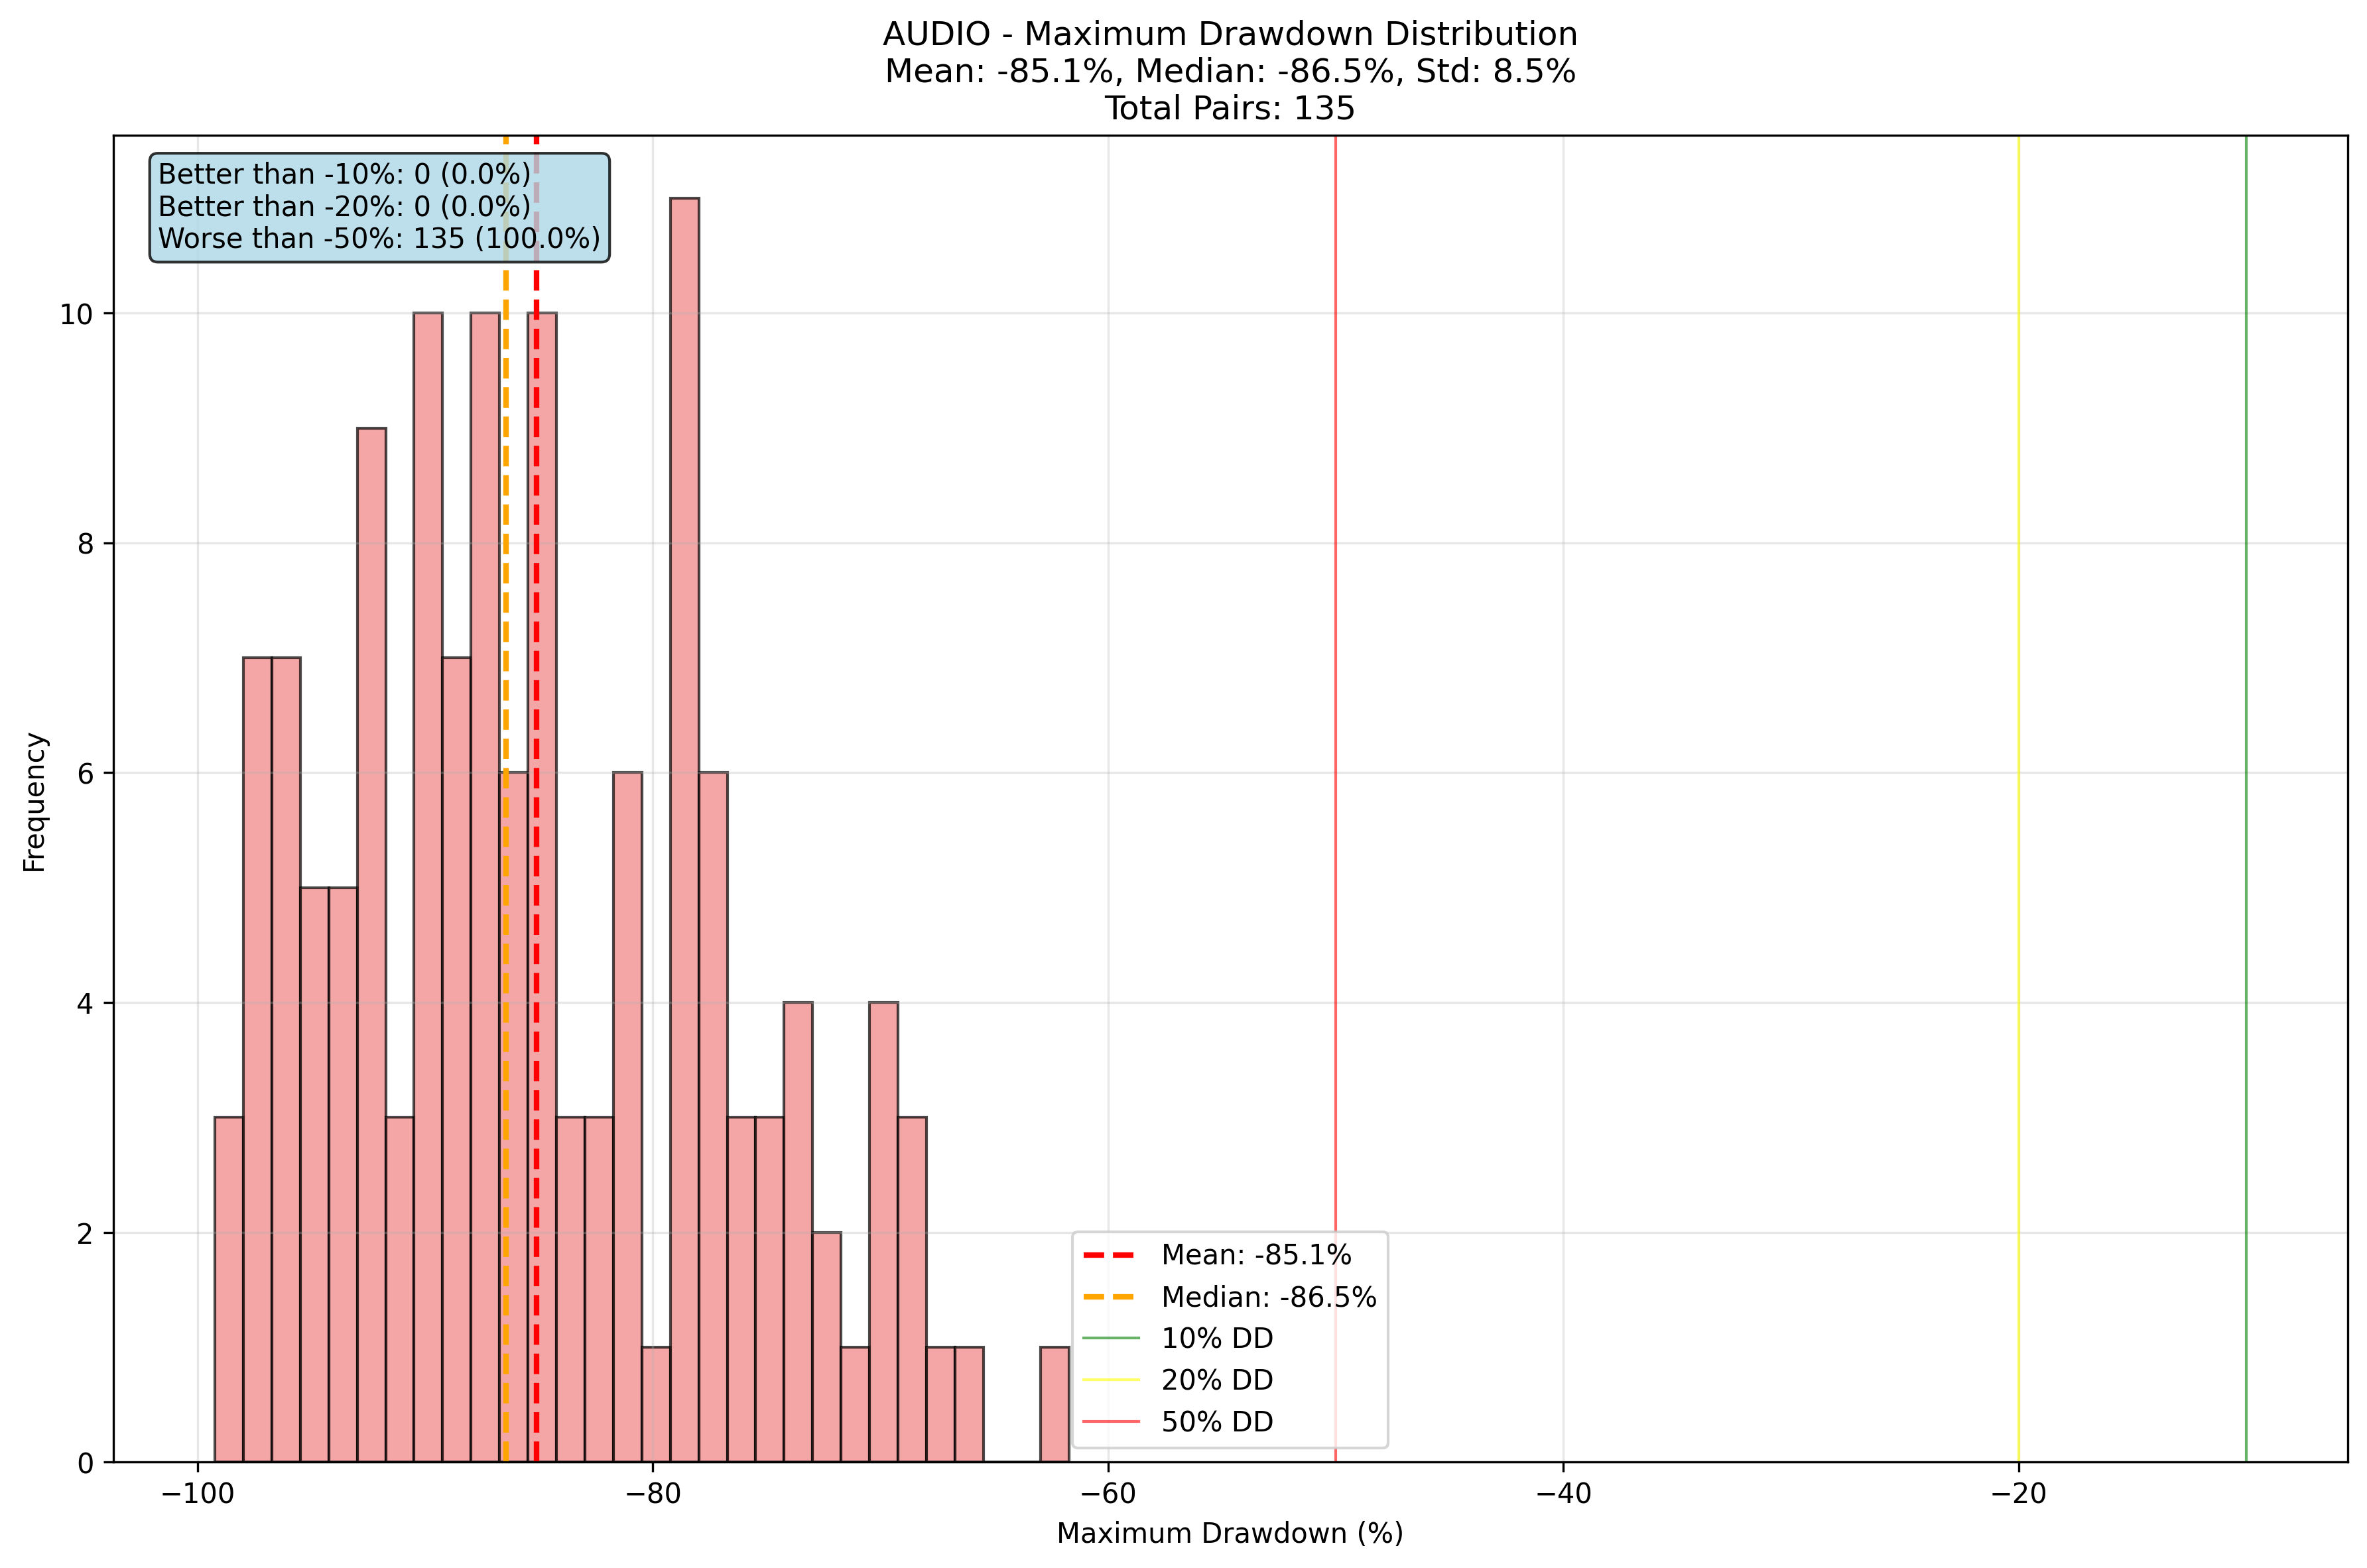 AUDIO - Maximum Drawdown Distribution
Mean: -85.1%, Median: -86.5%, Std: 8.5%
Total Pairs: 135
Better than -10%: 0 (0.0%)
Better than -20%: 0 (0.0%)
Worse than -50%: 135 (100.0%)
10
8
6
4
2
0
Frequency
Mean: -85.1%
Median: -86.5%
10% DD
20% DD
50% DD
−100
−80
−60
−40
−20
Maximum Drawdown (%)